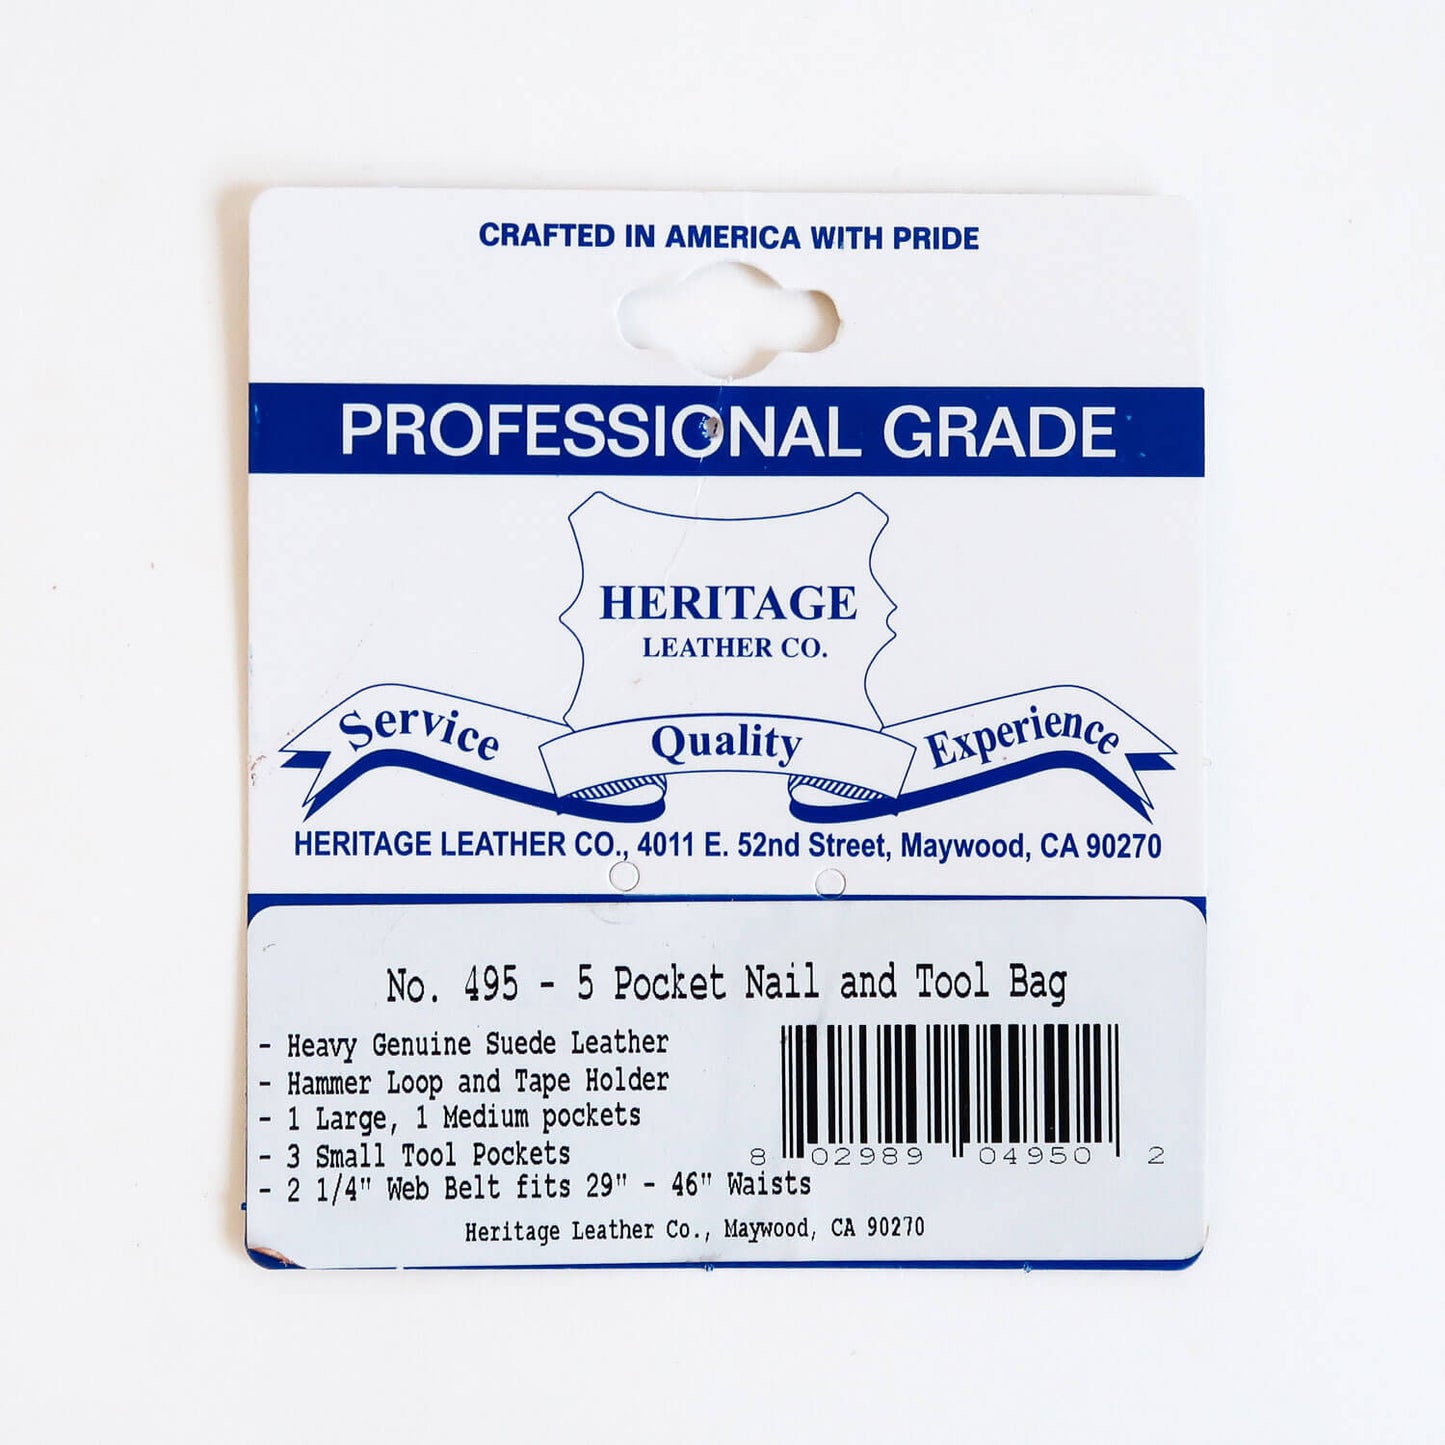 CRAFTED IN AMERICA WITH PRIDE
PROFESSIONAL GRADE
HERITAGE
LEATHER CO.
Service Quality Experience
HERITAGE LEATHER CO., 4011 E. 52nd Street, Maywood, CA 90270
No. 495 - 5 Pocket Nail and Tool Bag
- Heavy Genuine Suede Leather
- Hammer Loop and Tape Holder
- 1 Large, 1 Medium pockets
- 3 Small Tool Pockets
8 02989 04950 2
- 2 1/4" Web Belt fits 29" - 46" Waists
Heritage Leather Co., Maywood, CA 90270